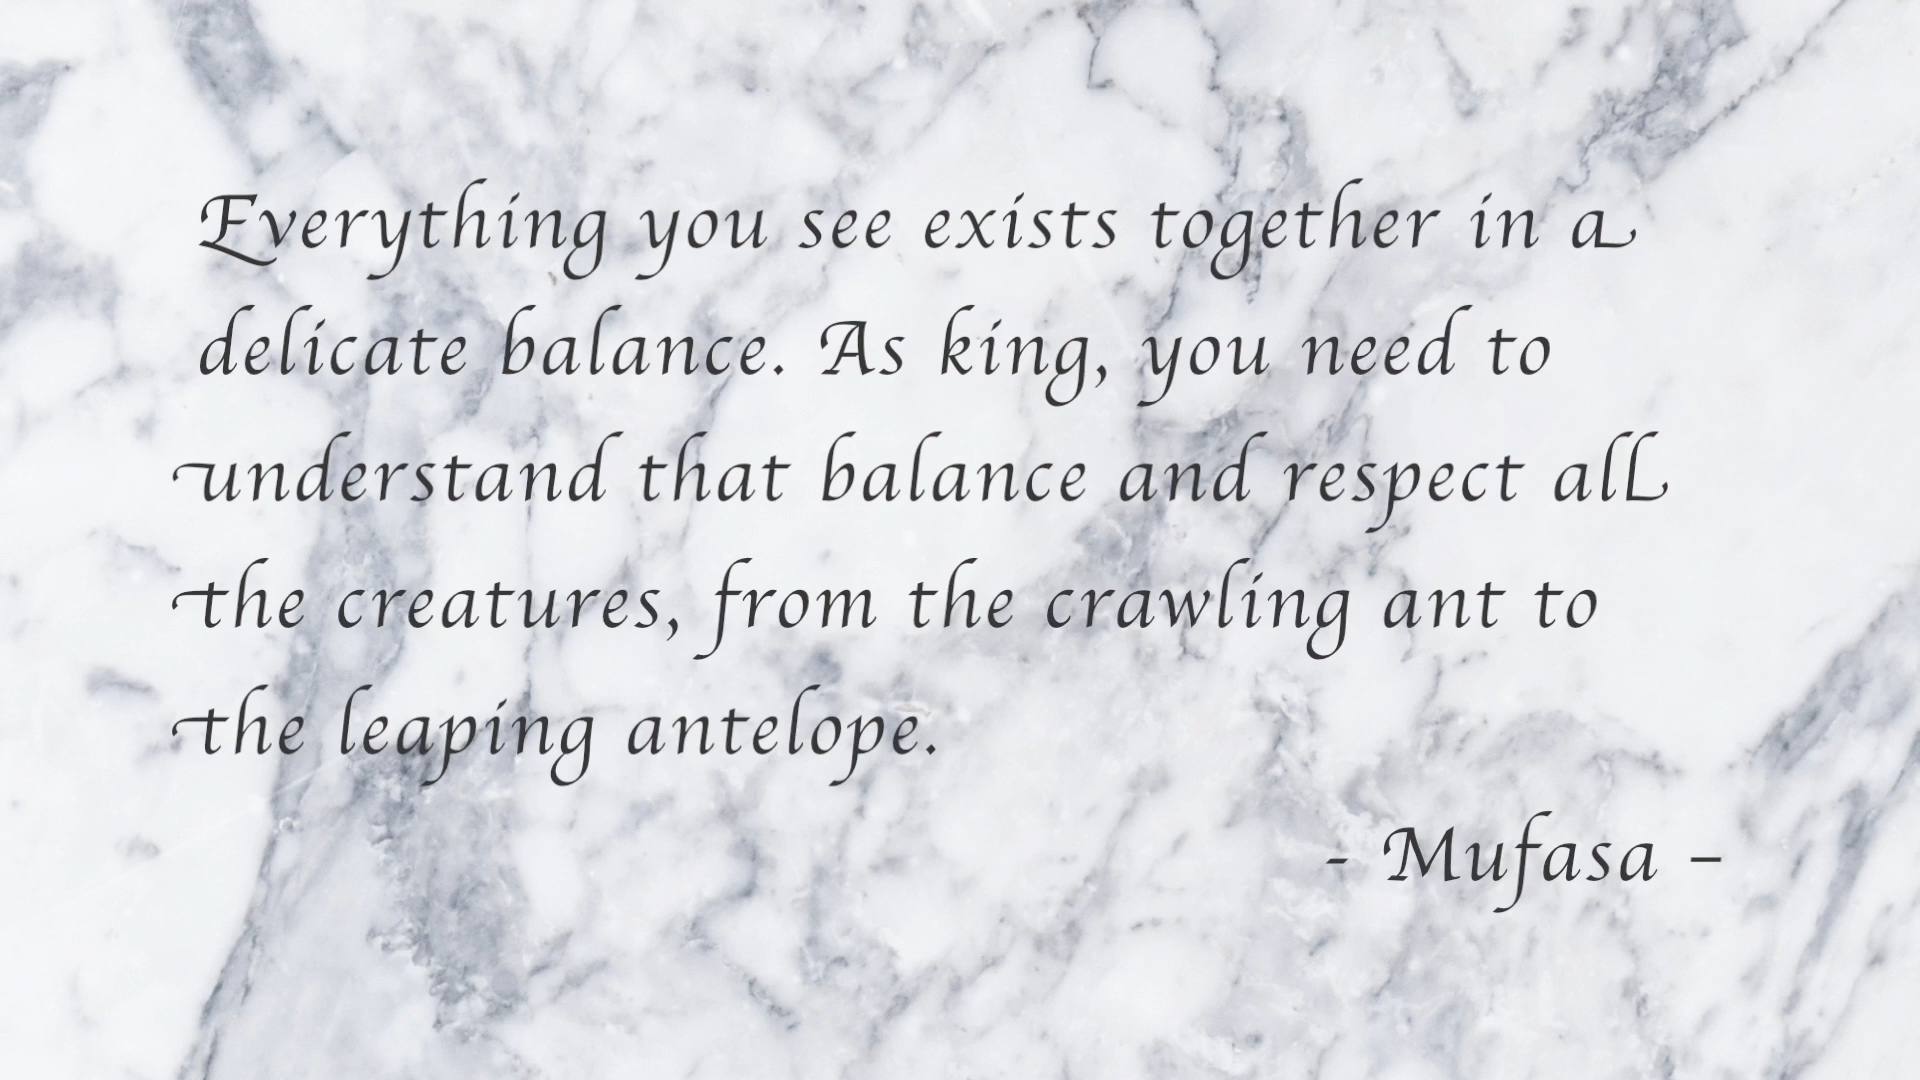 Everything you see exists together in a
delicate balance. As king, you need to
understand that balance and respect all
the creatures, from the crawling ant to
the leaping antelope.
- Mufasa –